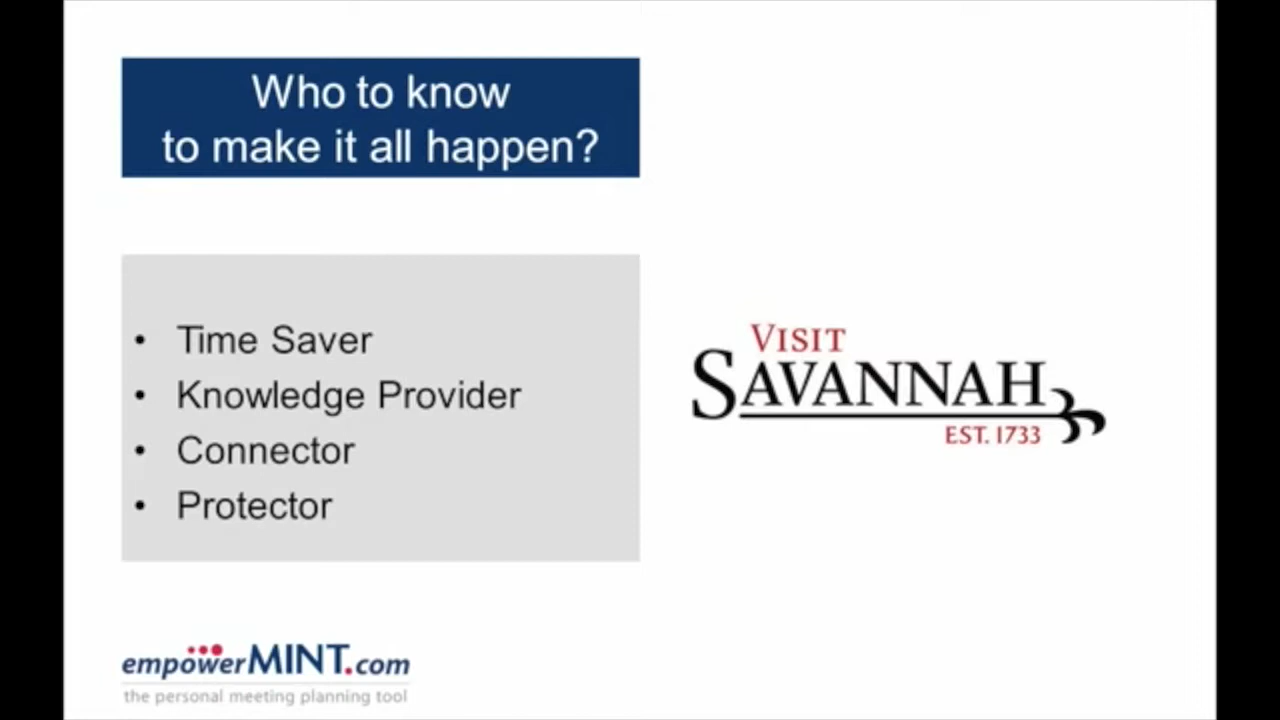 Who to know
to make it all happen?
• Time Saver
• Knowledge Provider
• Connector
• Protector
VISIT
SAVANNAH
EST. 1733
empowerMINT.com
the personal meeting planning tool